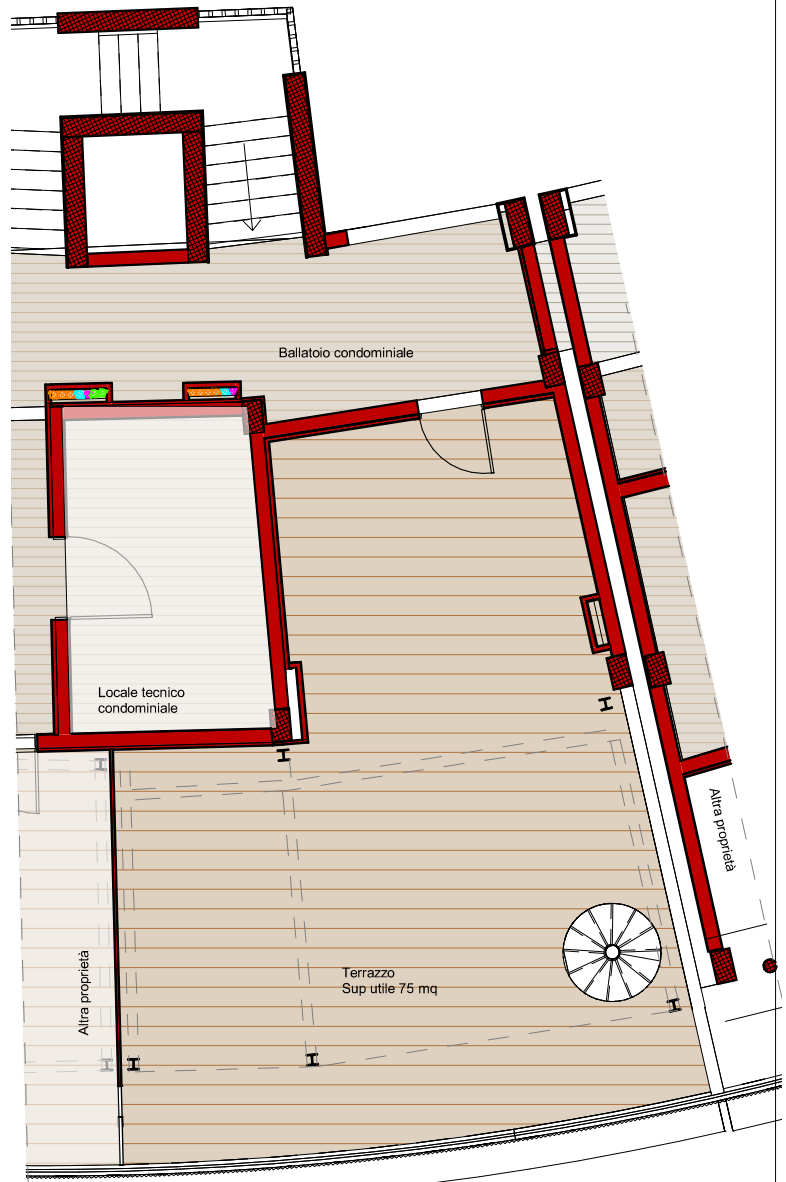 Ballatoio condominiale
Locale tecnico
condominiale
Altra proprietà
Terrazzo
Sup utile 75 mq
Altra proprietà